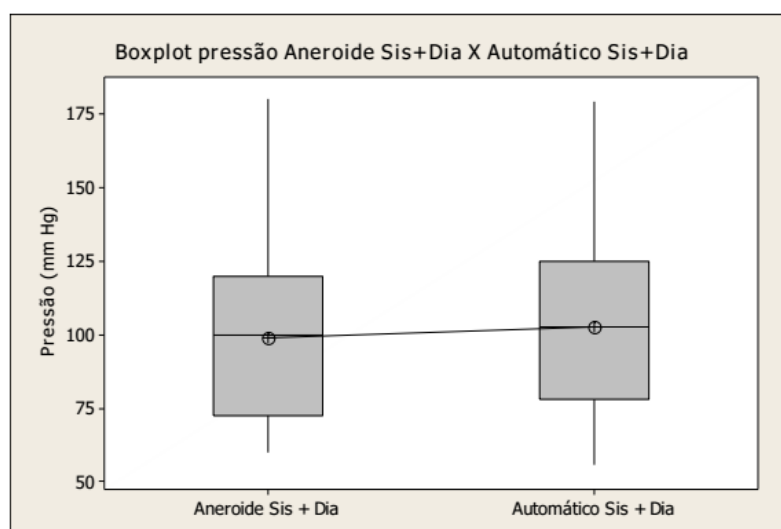 Boxplot pressão Aneroide Sis+Dia X Automático Sis+Dia
Pressão (mm Hg)
175
150
125
100
75
50
Aneroide Sis + Dia
Automático Sis + Dia